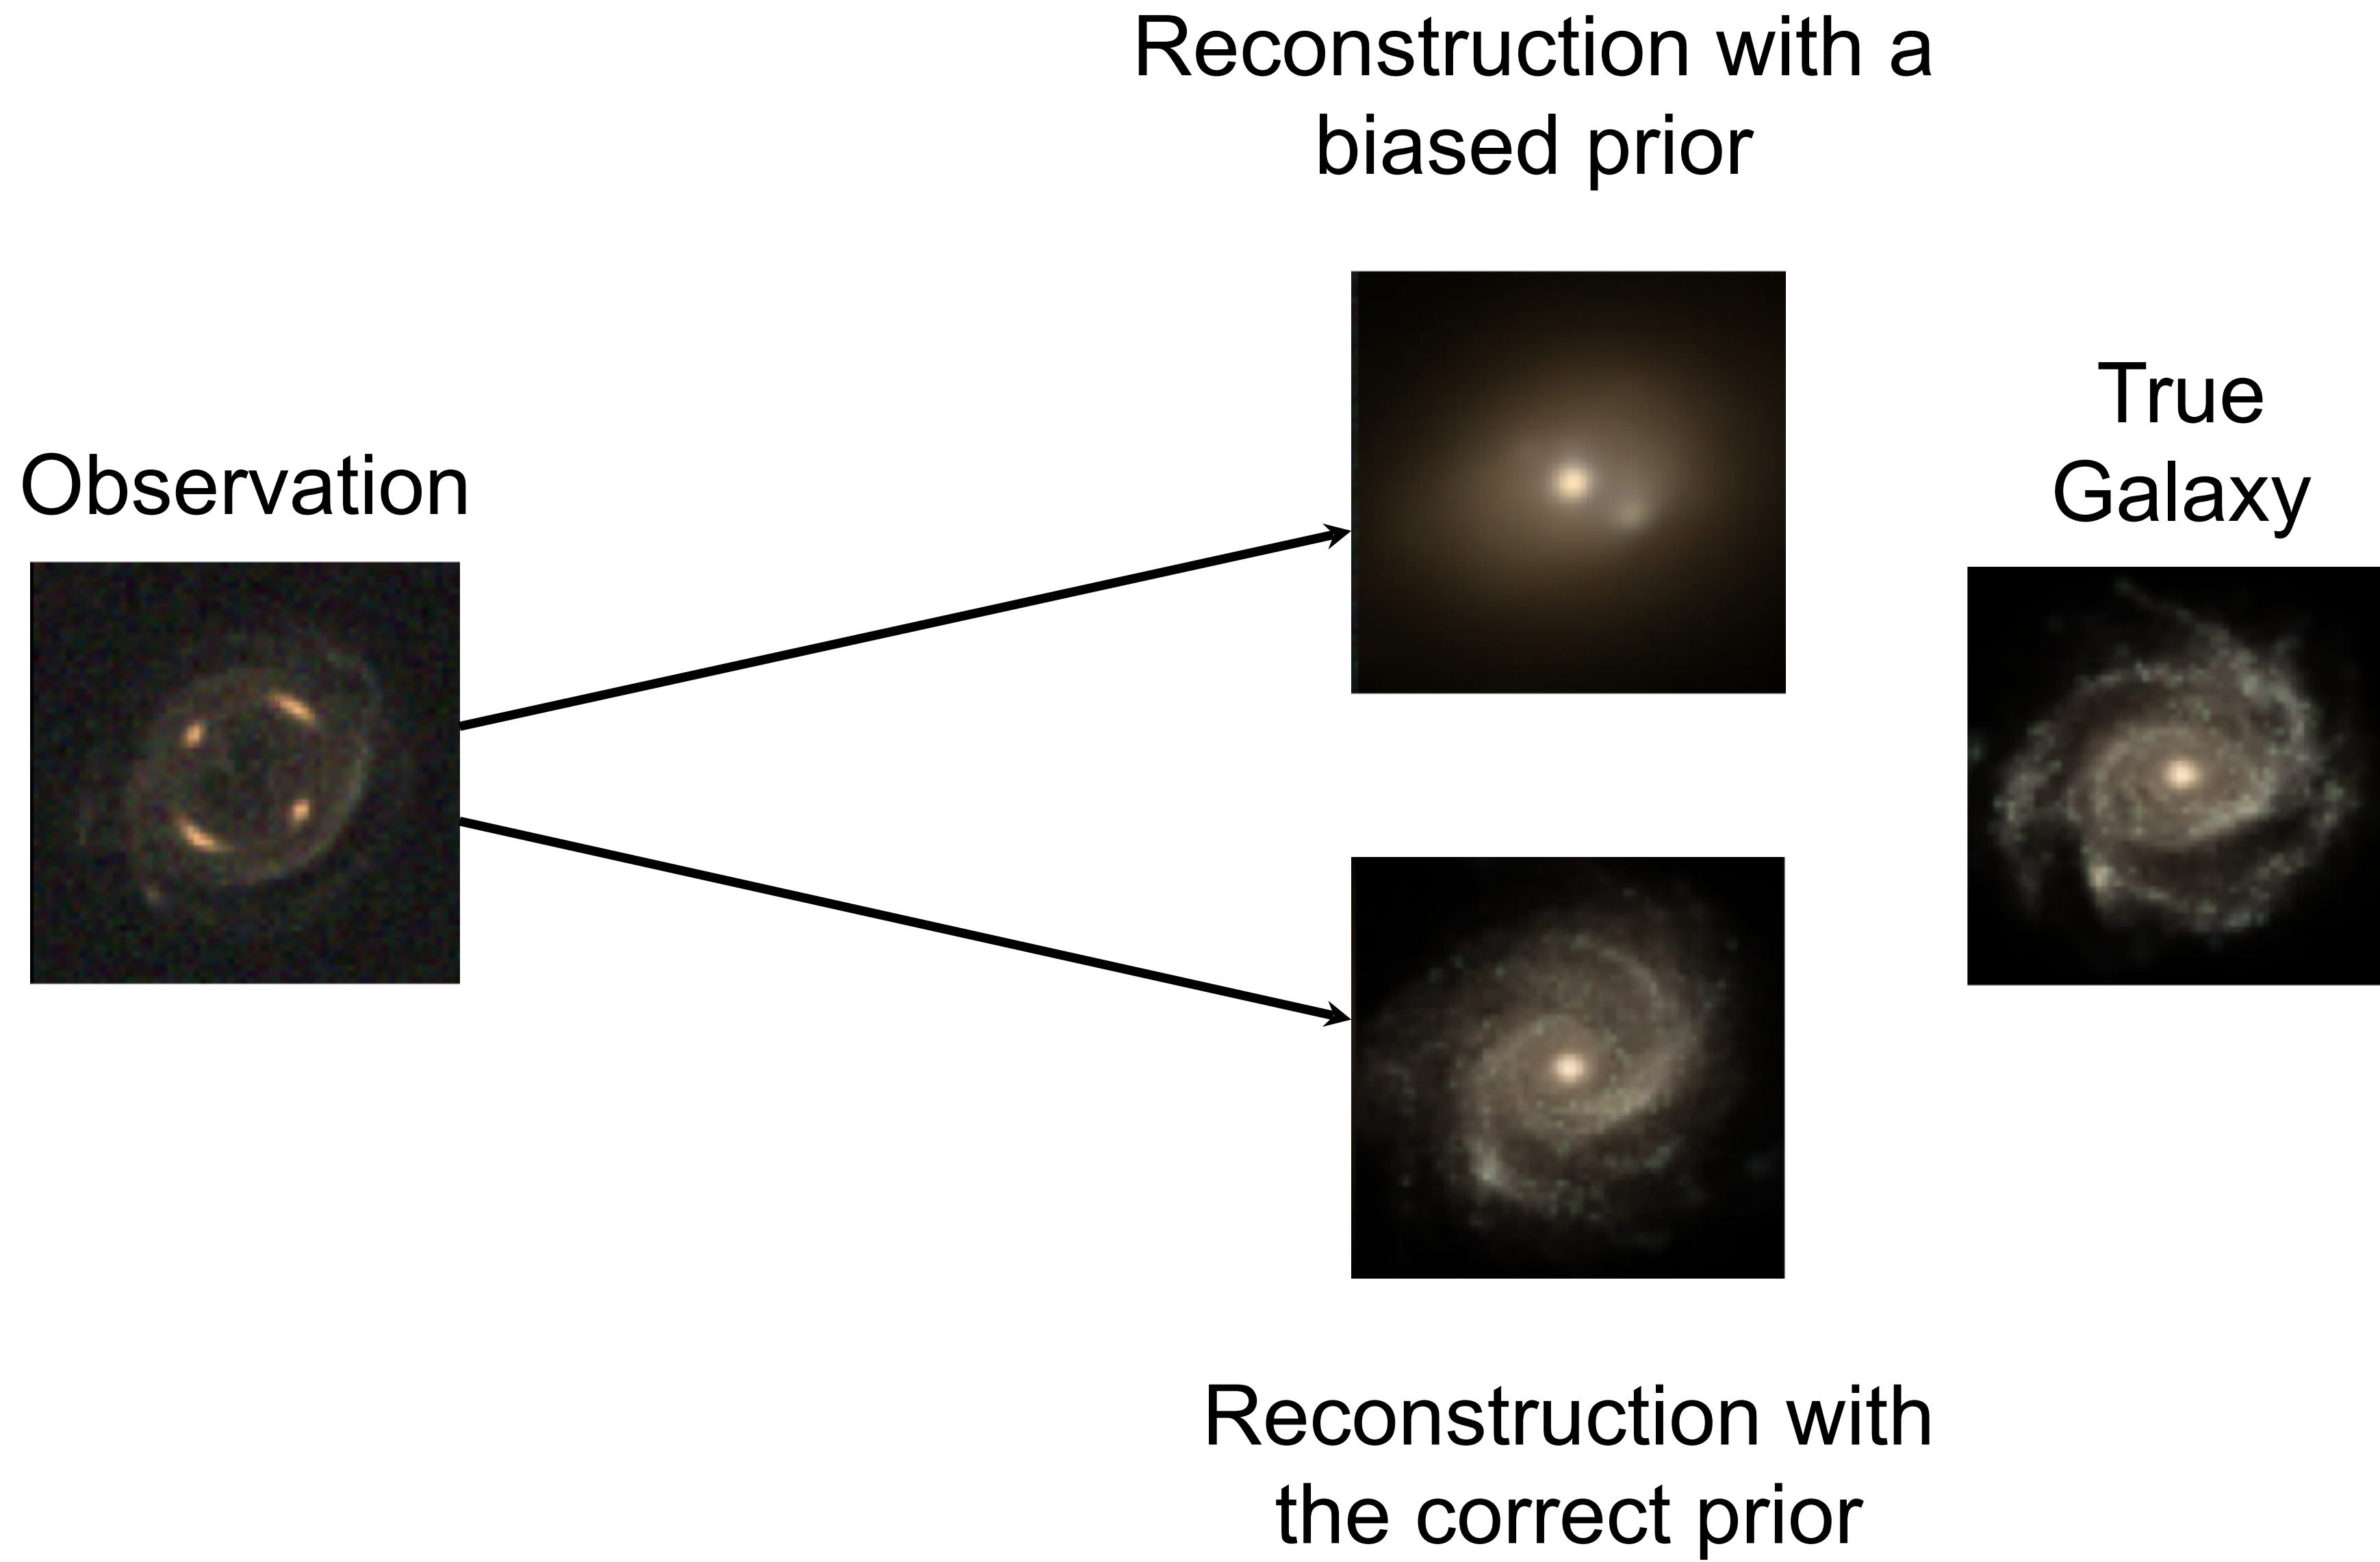 Reconstruction with a
biased prior
Observation
True
Galaxy
Reconstruction with
the correct prior